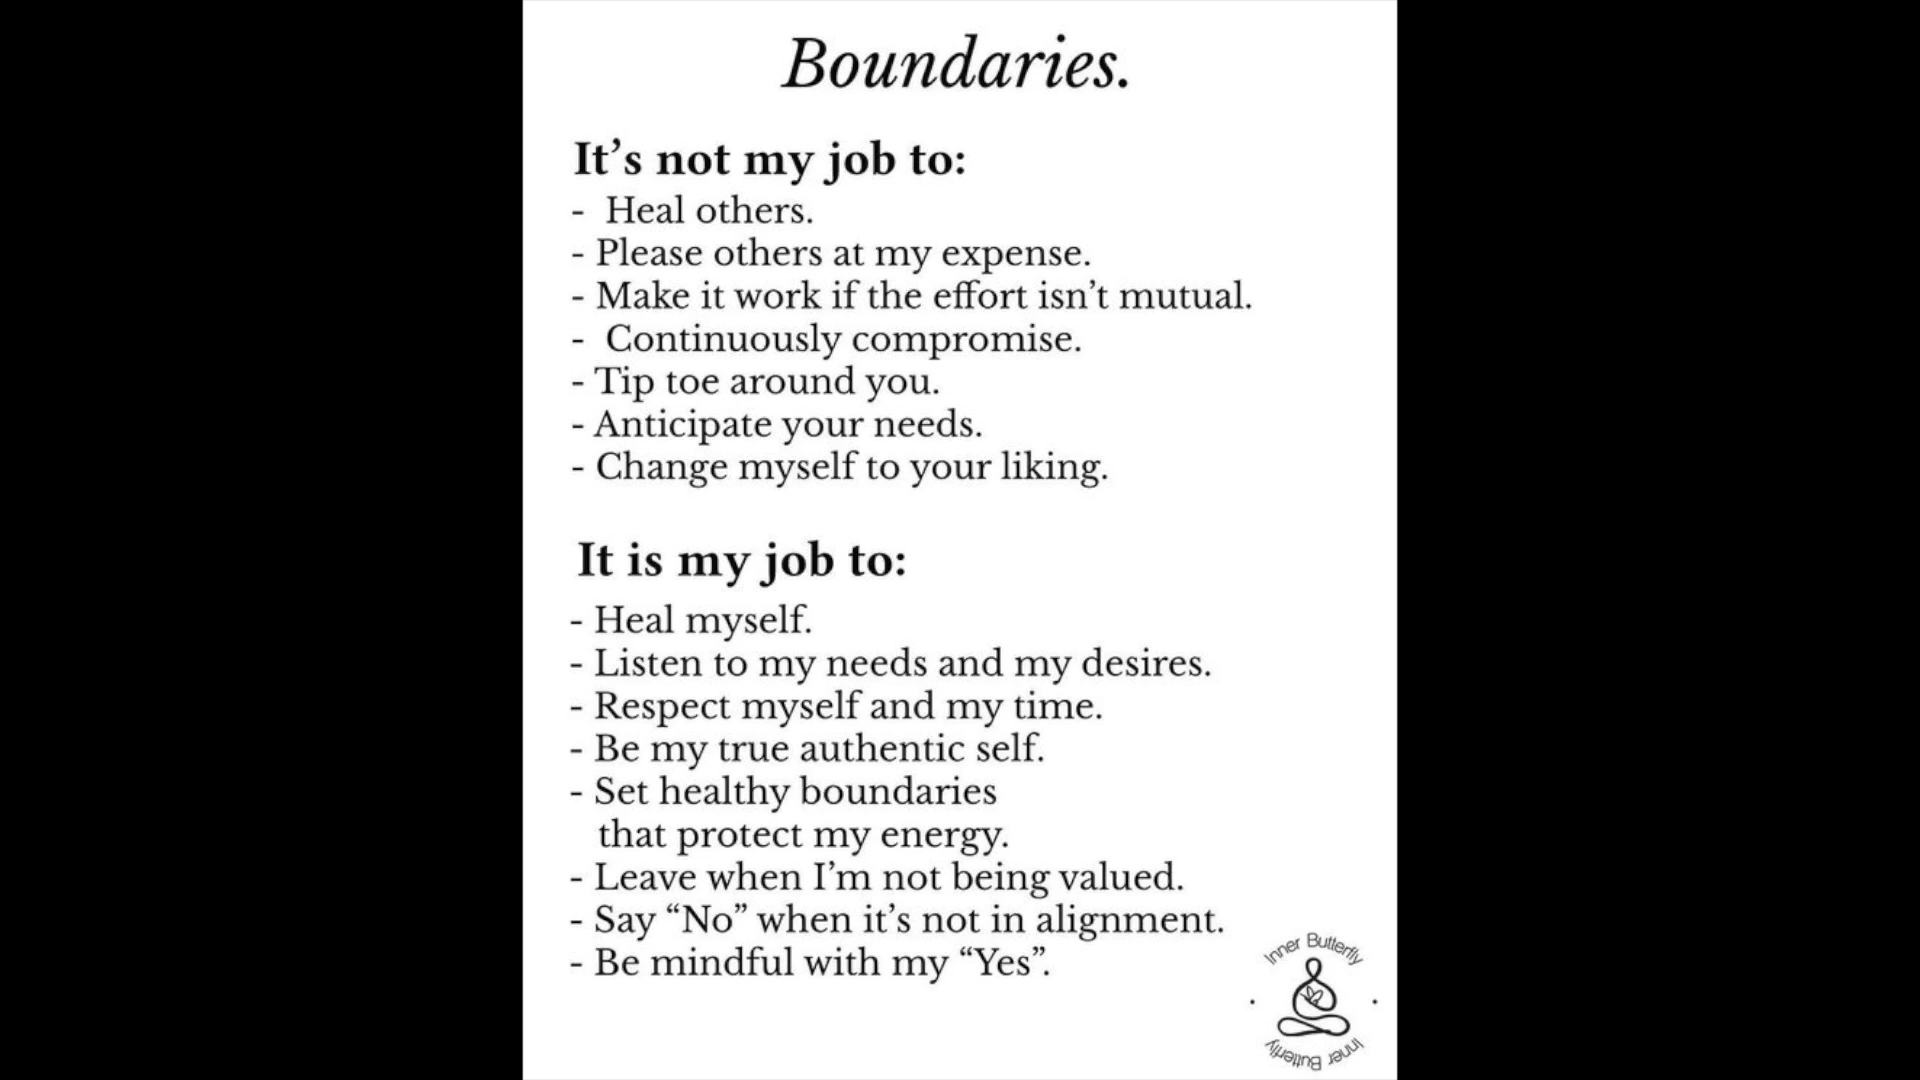 Boundaries.
It’s not my job to:
- Heal others.
- Please others at my expense.
- Make it work if the effort isn’t mutual.
- Continuously compromise.
- Tip toe around you.
- Anticipate your needs.
- Change myself to your liking.
It is my job to:
- Heal myself.
- Listen to my needs and my desires.
- Respect myself and my time.
- Be my true authentic self.
- Set healthy boundaries
that protect my energy.
- Leave when I’m not being valued.
- Say “No” when it’s not in alignment.
- Be mindful with my “Yes”.
Inner Butterfly
Inner Butterfly